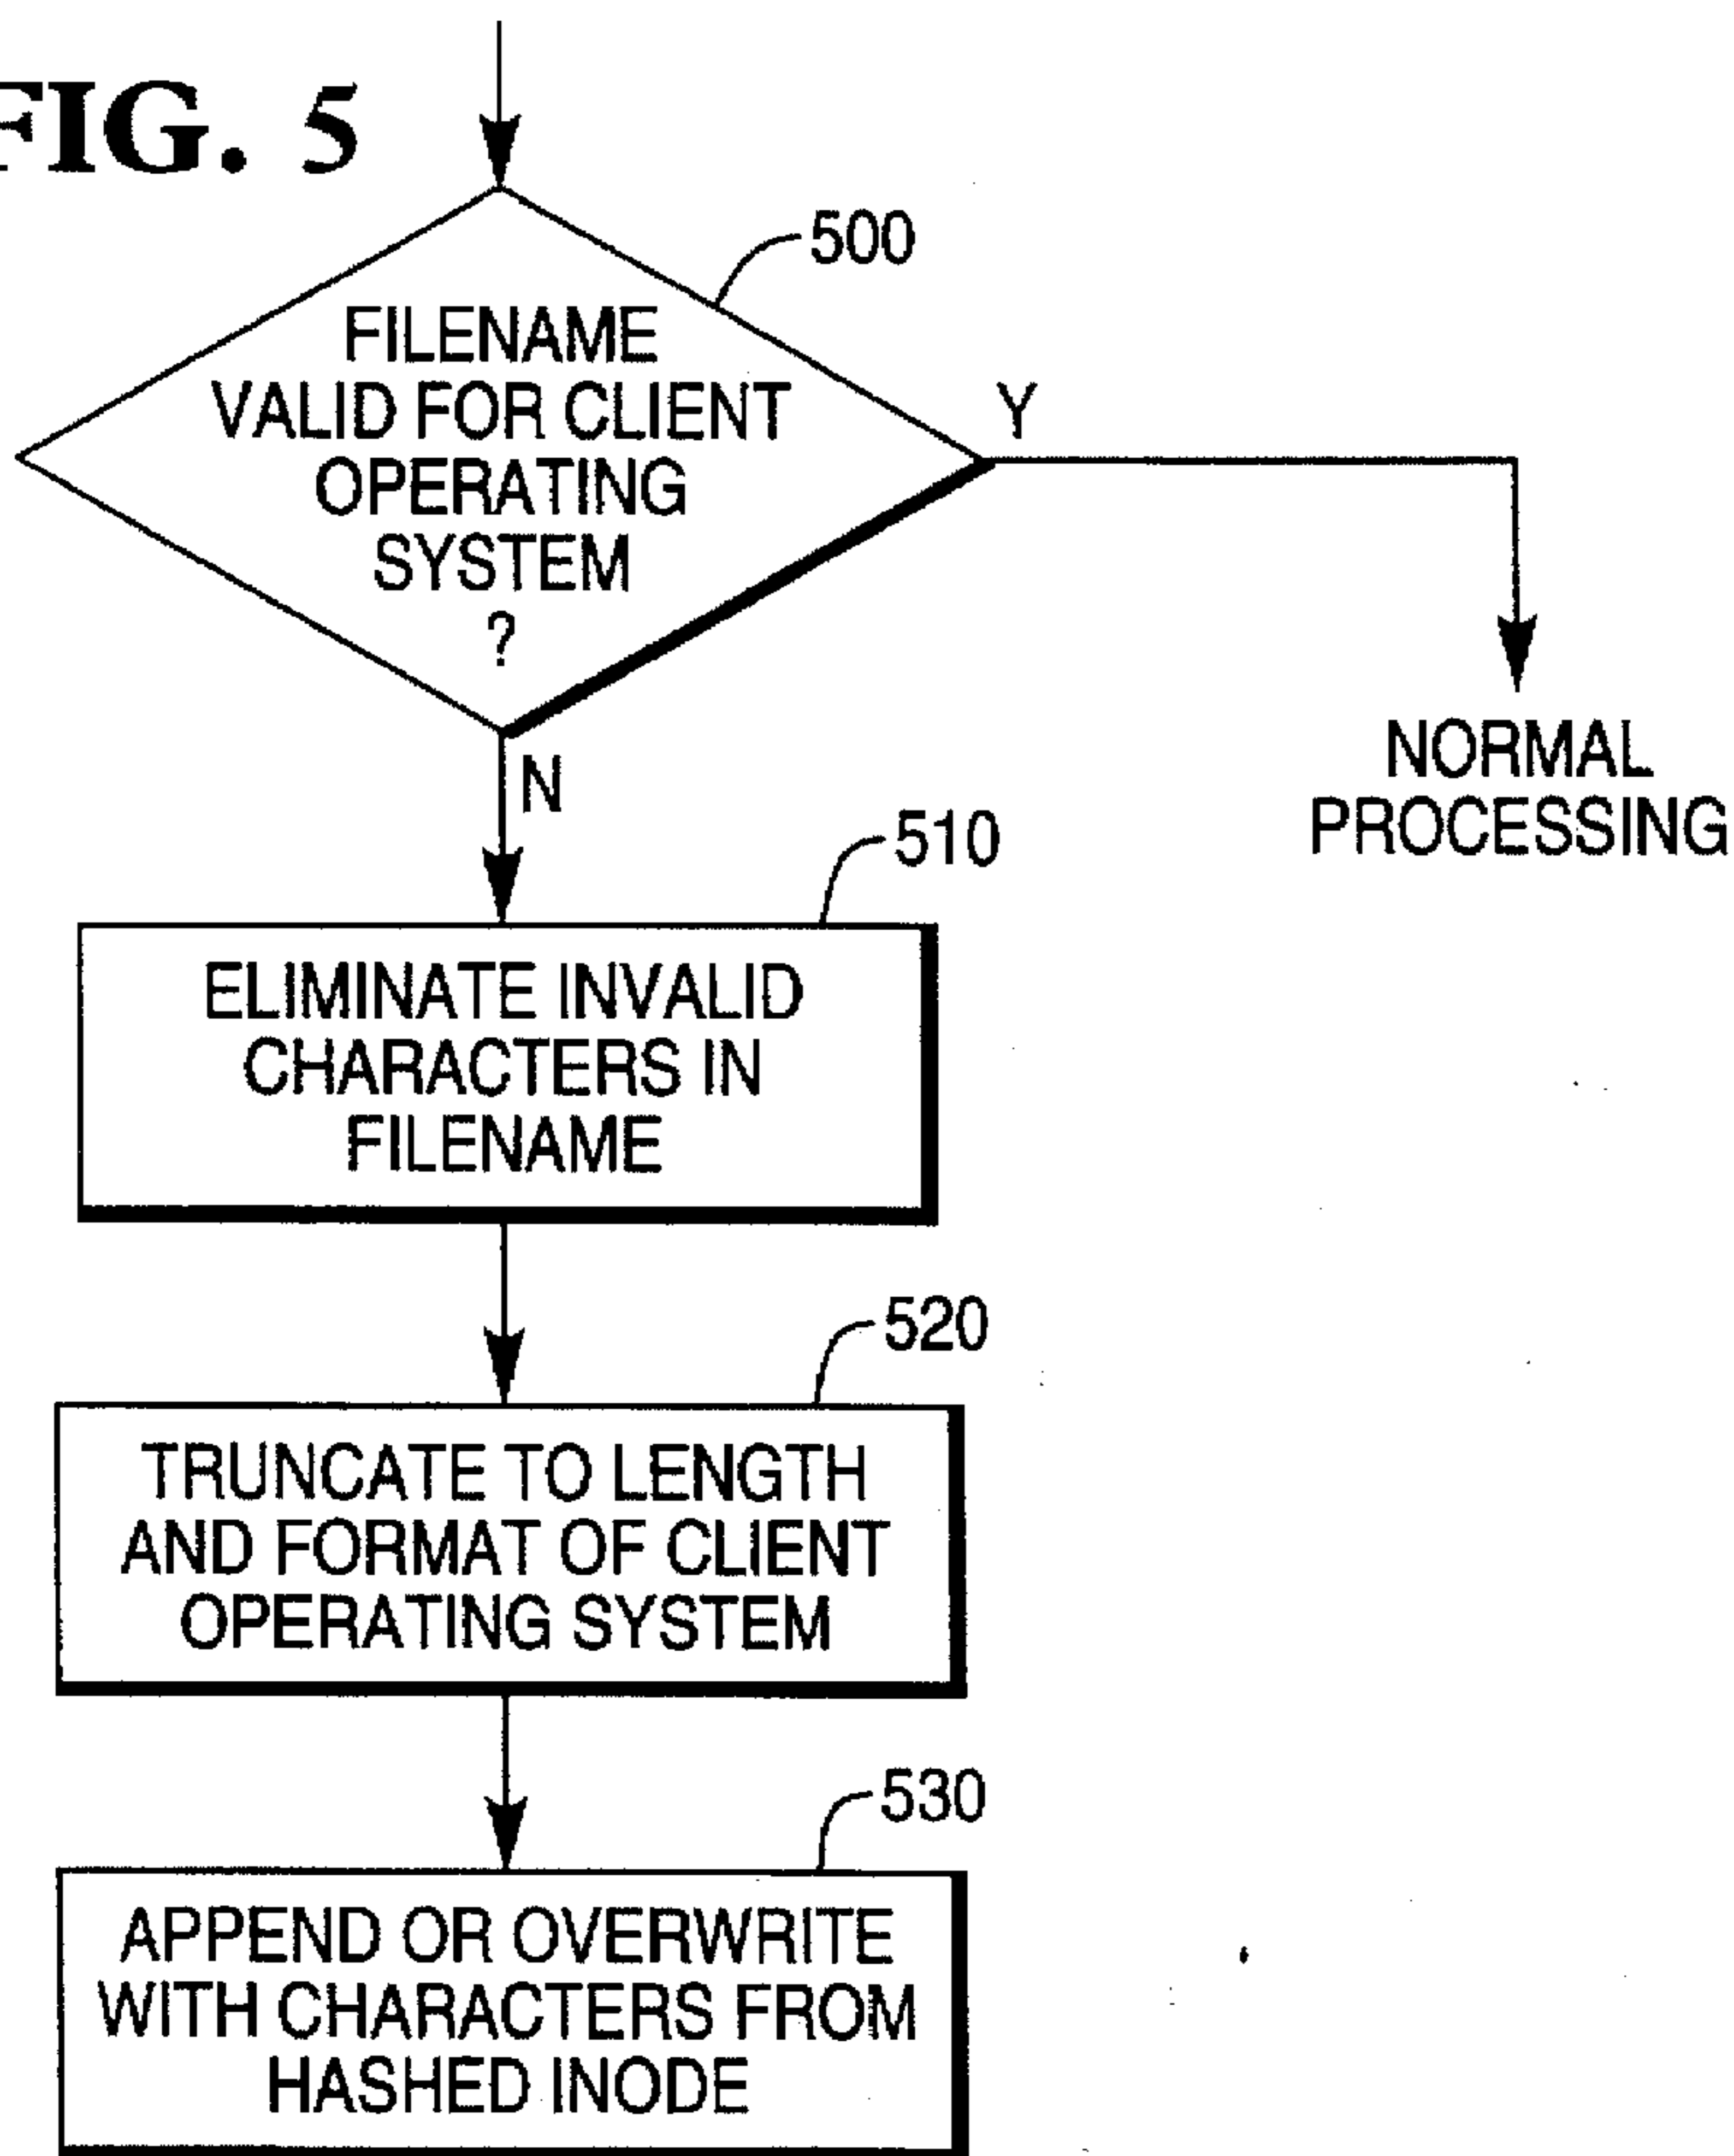 FIG. 5
500
FILENAME
VALID FOR CLIENT
OPERATING
SYSTEM
?
Y
NORMAL
PROCESSING
N
510
ELIMINATE INVALID
CHARACTERS IN
FILENAME
520
TRUNCATE TO LENGTH
AND FORMAT OF CLIENT
OPERATING SYSTEM
530
APPEND OR OVERWRITE
WITH CHARACTERS FROM
HASHED INODE